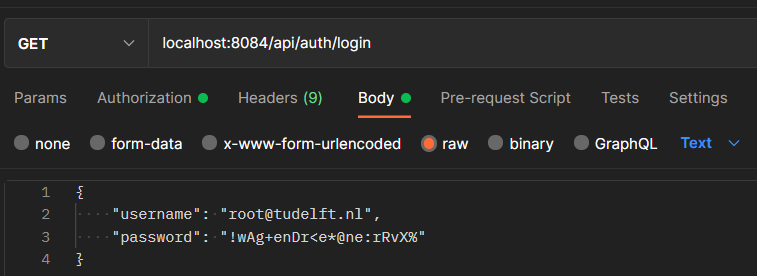 GET localhost:8084/api/auth/login
Params Authorization Headers (9) Body Pre-request Script Tests Settings
none form-data x-www-form-urlencoded raw binary GraphQL Text
1 {
2 "username": "root@tudelft.nl",
3 "password": "!wAg+enDr<e*@ne:rRvX%"
4 }